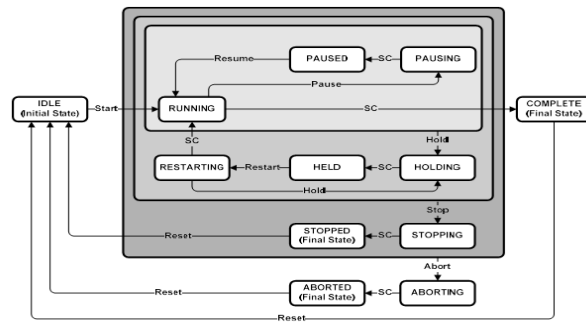 Resume
PAUSED
SC
PAUSING
Pause
IDLE
(Initial State)
Start
RUNNING
SC
COMPLETE
(Final State)
SC
Hold
RESTARTING
Restart
HELD
SC
HOLDING
Hold
Stop
Reset
STOPPED
(Final State)
SC
STOPPING
Abort
Reset
ABORTED
(Final State)
SC
ABORTING
Reset